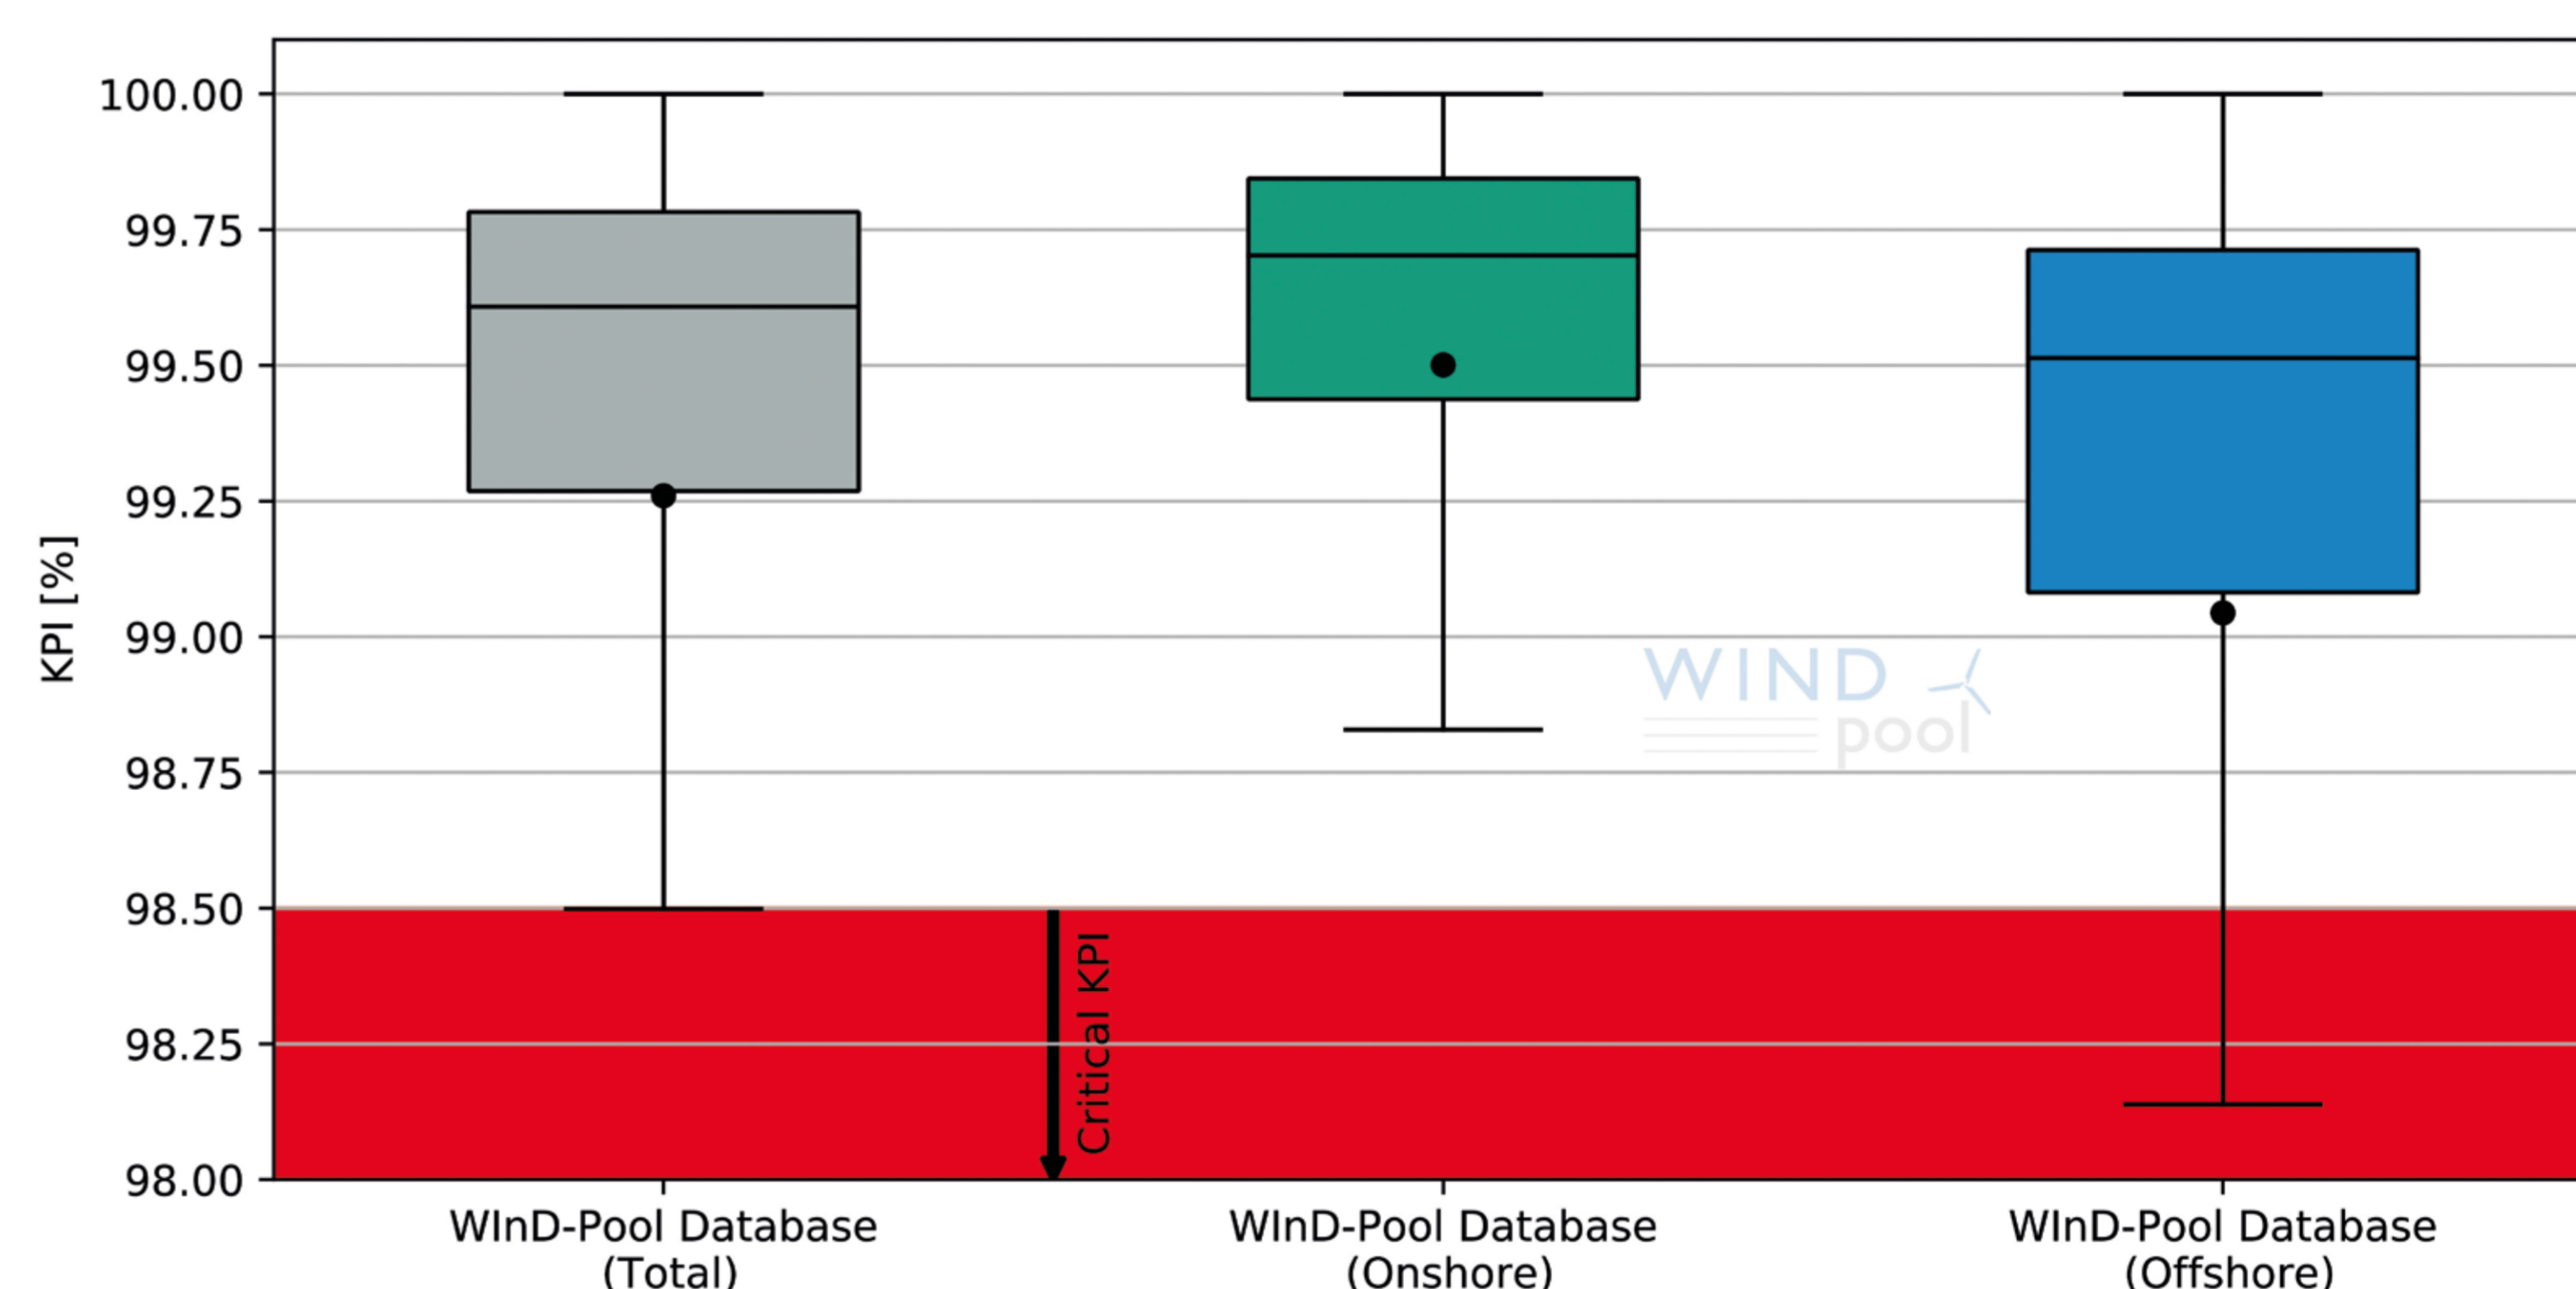 100.00
99.75
99.50
99.25
99.00
98.75
98.50
98.25
98.00
KPI [%]
Critical KPI
WIND
pool
WInD-Pool Database
(Total)
WInD-Pool Database
(Onshore)
WInD-Pool Database
(Offshore)